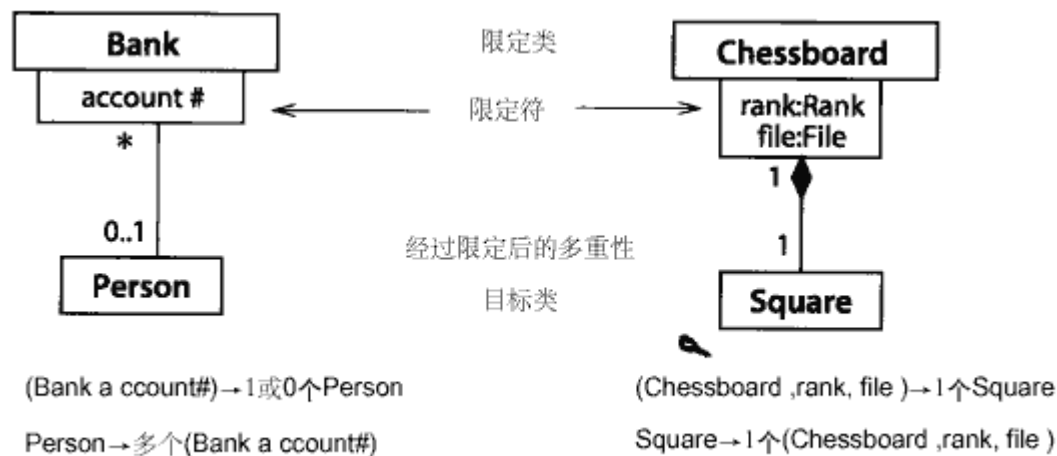 Bank
限定类
Chessboard
account #
限定符
rank:Rank
file:File
*
1
0..1
经过限定后的多重性
1
Person
目标类
Square
(Bank a ccount#)→1或0个Person
(Chessboard ,rank, file )→1个Square
Person→多个(Bank a ccount#)
Square→1个(Chessboard ,rank, file )